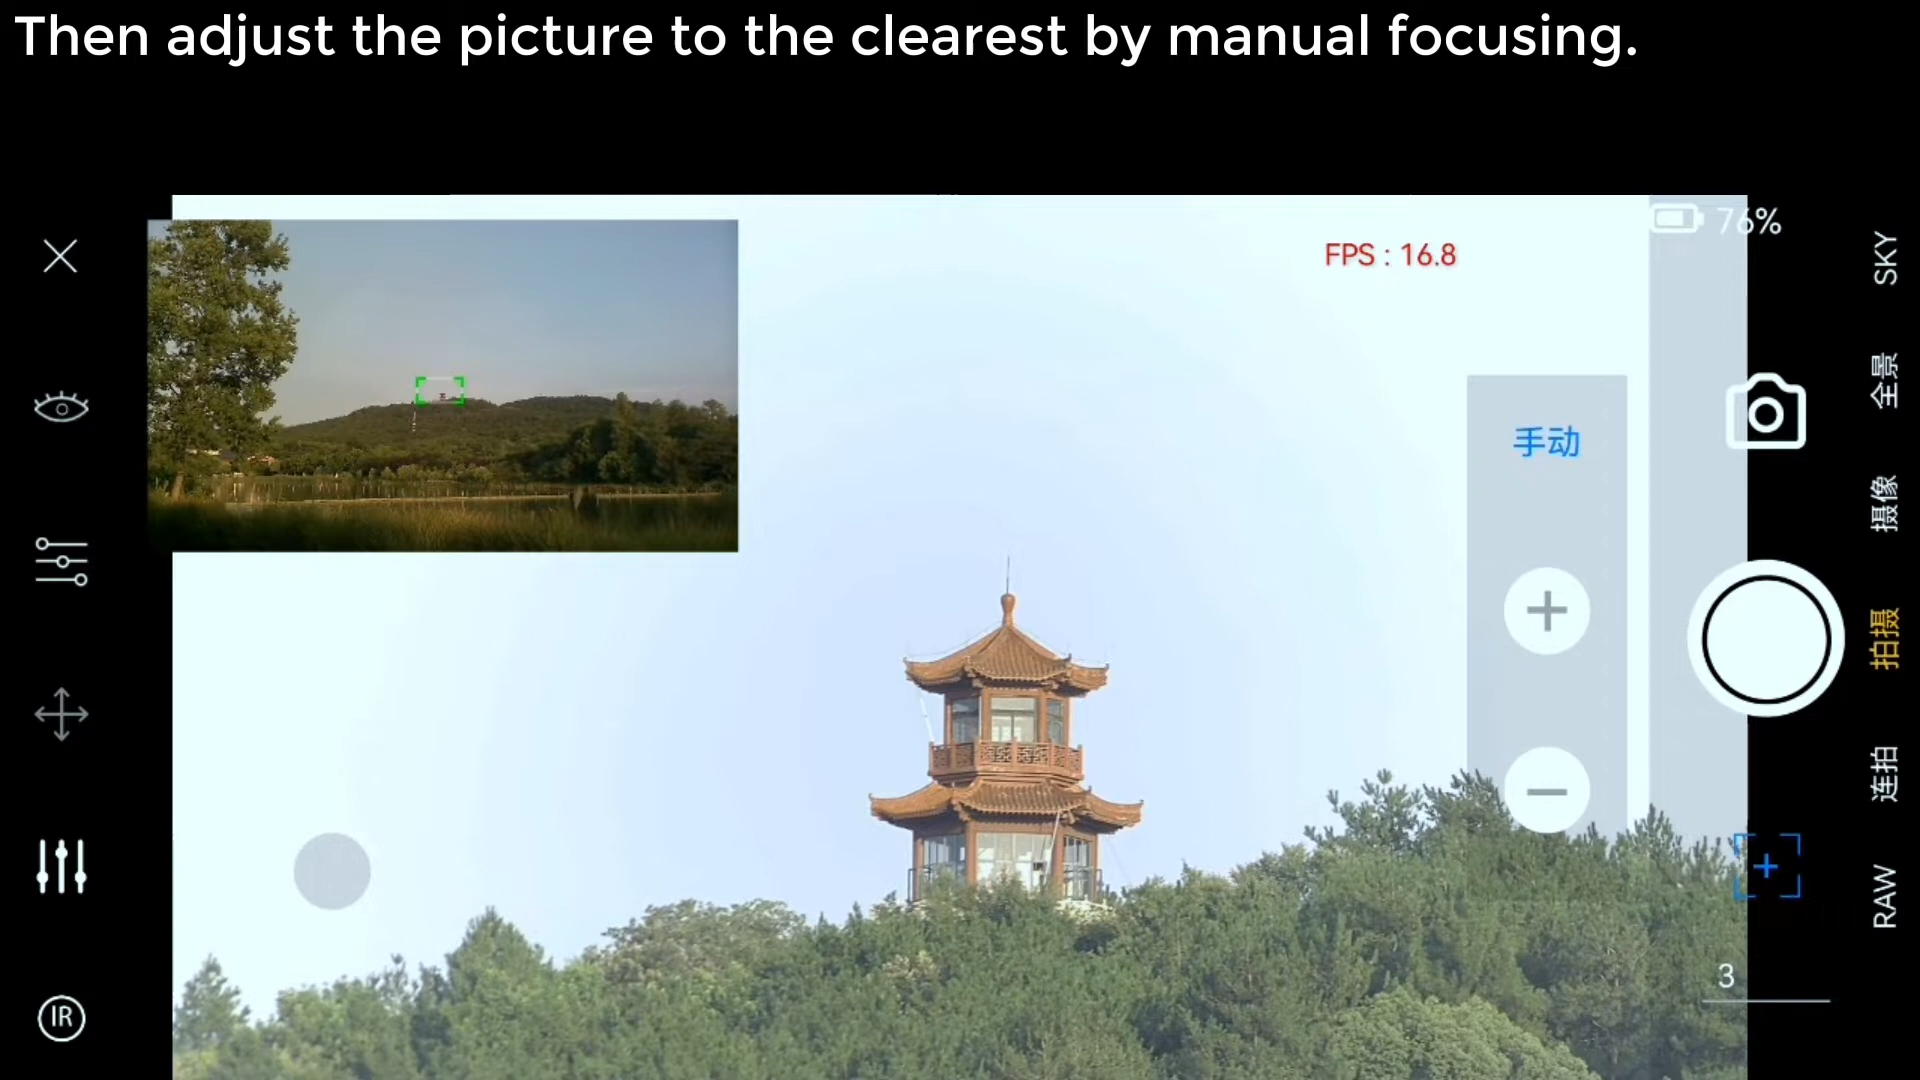 Then adjust the picture to the clearest by manual focusing.
76%
FPS : 16.8
手动
SKY
全景
摄像
拍摄
连拍
RAW
3
IR